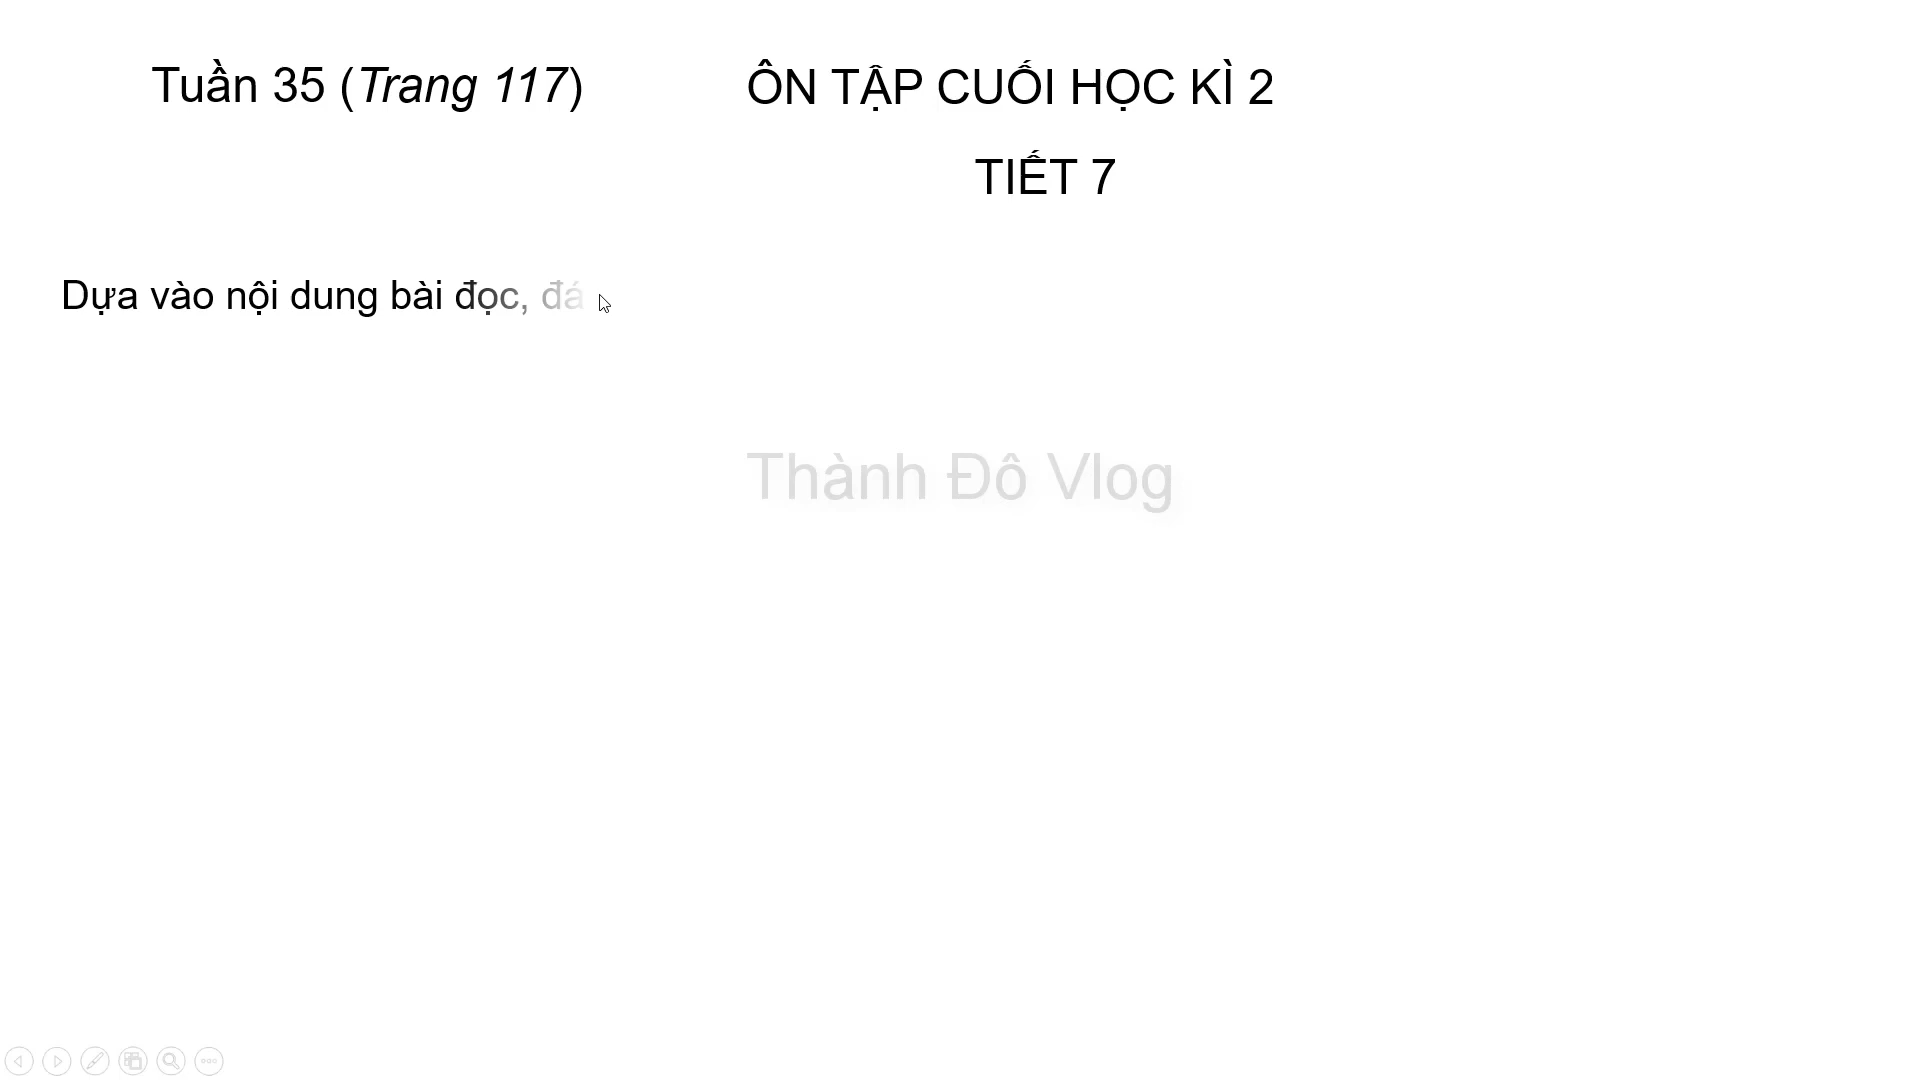 Tuần 35 (Trang 117)
ÔN TẬP CUỐI HỌC KÌ 2
TIẾT 7
Dựa vào nội dung bài đọc, đá
Thành Đô Vlog